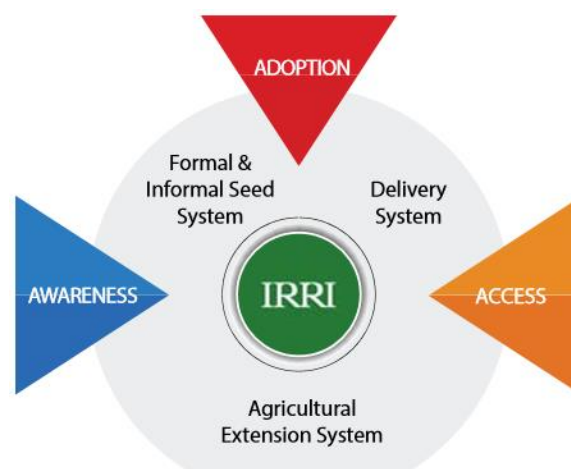 ADOPTION
Formal &
Informal Seed
System
Delivery
System
AWARENESS
IRRI
ACCESS
Agricultural
Extension System